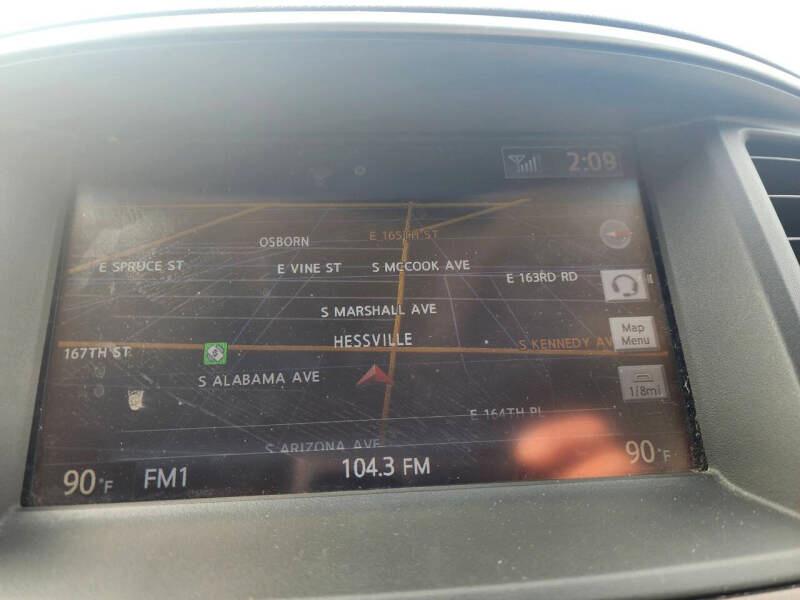 2:09
OSBORN
E 165TH ST
E SPRUCE ST
E VINE ST
S MCCOOK AVE
E 163RD RD
S MARSHALL AVE
HESSVILLE
Map
Menu
167TH ST
S KENNEDY AV
S ALABAMA AVE
1/8mi
E 164TH PL
S ARIZONA AVE
90°F
FM1
104.3 FM
90°F